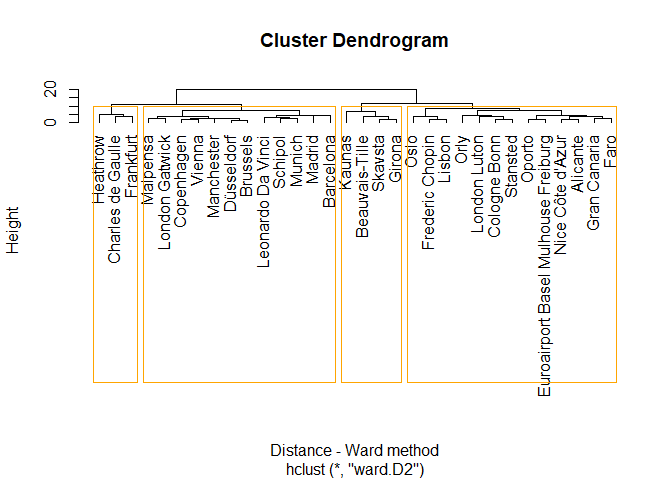 Cluster Dendrogram
Height
20
0
Heathrow
Charles de Gaulle
Frankfurt
Malpensa
London Gatwick
Copenhagen
Vienna
Manchester
Düsseldorf
Brussels
Leonardo Da Vinci
Schipol
Munich
Madrid
Barcelona
Kaunas
Beauvais-Tille
Skavsta
Girona
Oslo
Frederic Chopin
Lisbon
Orly
London Luton
Cologne Bonn
Stansted
Oporto
Euroairport Basel Mulhouse Freiburg
Nice Côte d'Azur
Alicante
Gran Canaria
Faro
Distance - Ward method
hclust (*, "ward.D2")